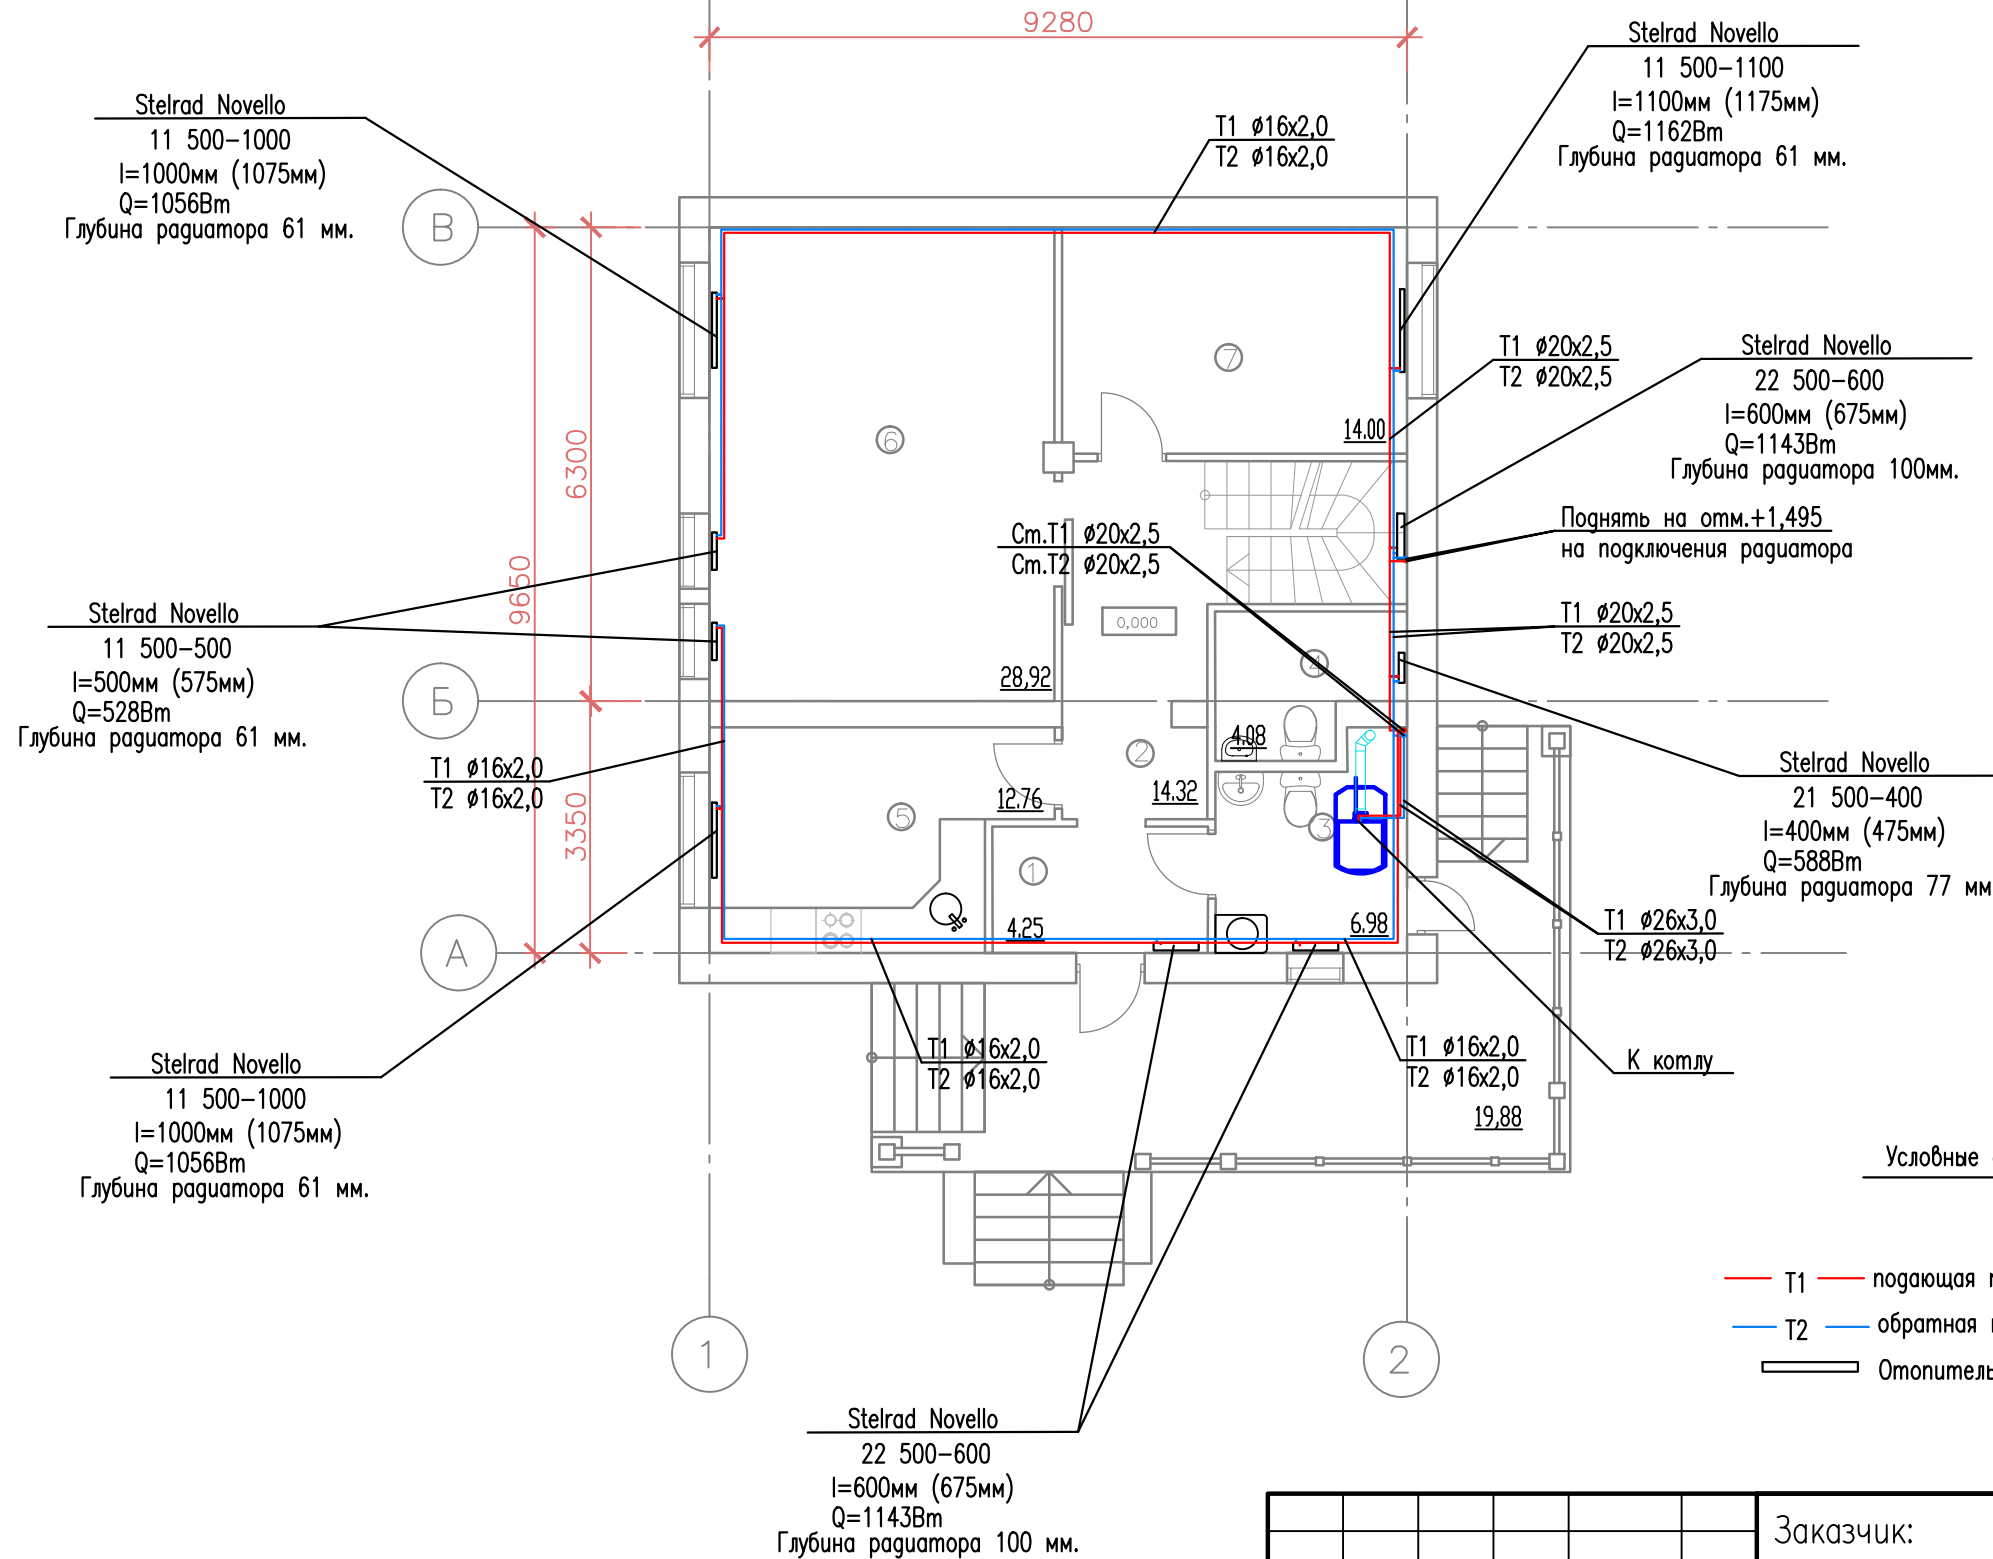 9280
Stelrad Novello
11 500-1100
l=1100мм (1175мм)
Q=1162Вт
Глубина радиатора 61 мм.
Stelrad Novello
11 500-1000
l=1000мм (1075мм)
Q=1056Вт
Глубина радиатора 61 мм.
T1 ø16x2,0
T2 ø16x2,0
В
6300
9650
3350
7
14.00
6
T1 ø20x2,5
T2 ø20x2,5
Stelrad Novello
22 500-600
l=600мм (675мм)
Q=1143Вт
Глубина радиатора 100мм.
Поднять на отм.+1,495
на подключения радиатора
Ст.T1 ø20x2,5
Ст.T2 ø20x2,5
0,000
T1 ø20x2,5
T2 ø20x2,5
Stelrad Novello
11 500-500
l=500мм (575мм)
Q=528Вт
Глубина радиатора 61 мм.
Б
28,92
4
4.08
2
14.32
T1 ø16x2,0
T2 ø16x2,0
12.76
5
3
Stelrad Novello
21 500-400
l=400мм (475мм)
Q=588Вт
Глубина радиатора 77 мм
1
4.25
6.98
T1 ø26x3,0
T2 ø26x3,0
А
T1 ø16x2,0
T2 ø16x2,0
T1 ø16x2,0
T2 ø16x2,0
К котлу
19,88
Stelrad Novello
11 500-1000
l=1000мм (1075мм)
Q=1056Вт
Глубина радиатора 61 мм.
Условные
T1 подающая
T2 обратная
1
2
Stelrad Novello
22 500-600
l=600мм (675мм)
Q=1143Вт
Глубина радиатора 100 мм.
Заказчик: